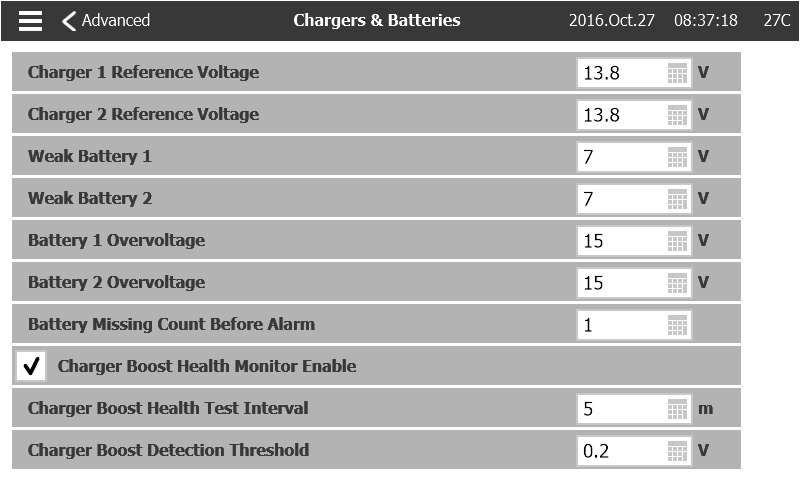 Advanced Chargers & Batteries 2016.Oct.27 08:37:18 27C
Charger 1 Reference Voltage 13.8 V
Charger 2 Reference Voltage 13.8 V
Weak Battery 1 7 V
Weak Battery 2 7 V
Battery 1 Overvoltage 15 V
Battery 2 Overvoltage 15 V
Battery Missing Count Before Alarm 1
Charger Boost Health Monitor Enable
Charger Boost Health Test Interval 5 m
Charger Boost Detection Threshold 0.2 V